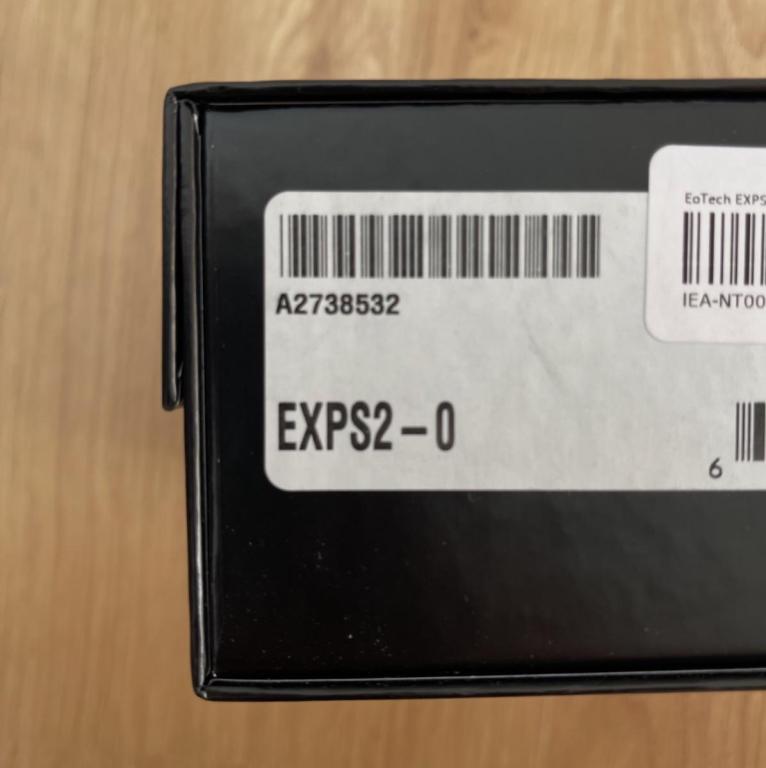 EoTech EXPS
IEA-NT00
A2738532
EXPS2-0
6